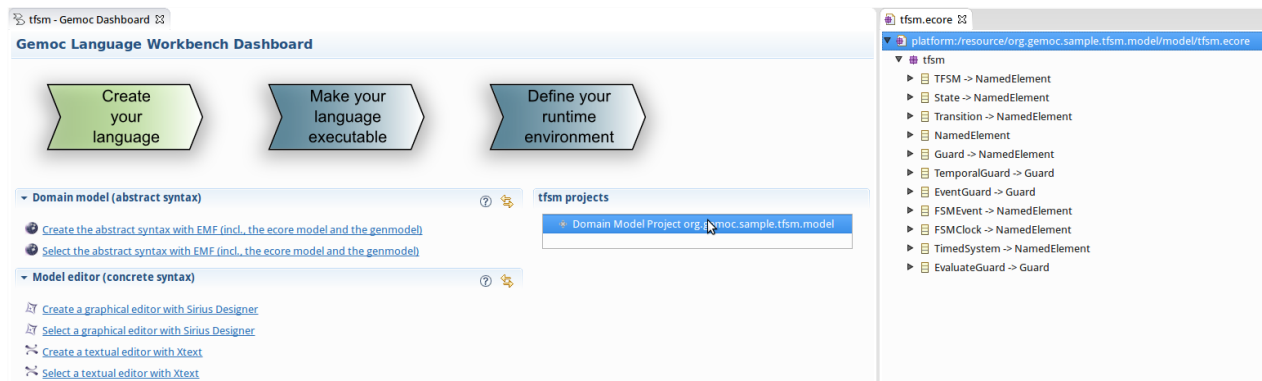 tfsm - Gemoc Dashboard
Gemoc Language Workbench Dashboard
Create
your
language
Make your
language
executable
Define your
runtime
environment
Domain model (abstract syntax)
Create the abstract syntax with EMF (incl., the ecore model and the genmodel)
Select the abstract syntax with EMF (incl., the ecore model and the genmodel)
Model editor (concrete syntax)
Create a graphical editor with Sirius Designer
Select a graphical editor with Sirius Designer
Create a textual editor with Xtext
Select a textual editor with Xtext
tfsm projects
Domain Model Project org.gemoc.sample.tfsm.model
tfsm.ecore
platform:/resource/org.gemoc.sample.tfsm.model/model/tfsm.ecore
tfsm
TFSM -> NamedElement
State -> NamedElement
Transition -> NamedElement
NamedElement
Guard -> NamedElement
TemporalGuard -> Guard
EventGuard -> Guard
FSMEvent -> NamedElement
FSMClock -> NamedElement
TimedSystem -> NamedElement
EvaluateGuard -> Guard